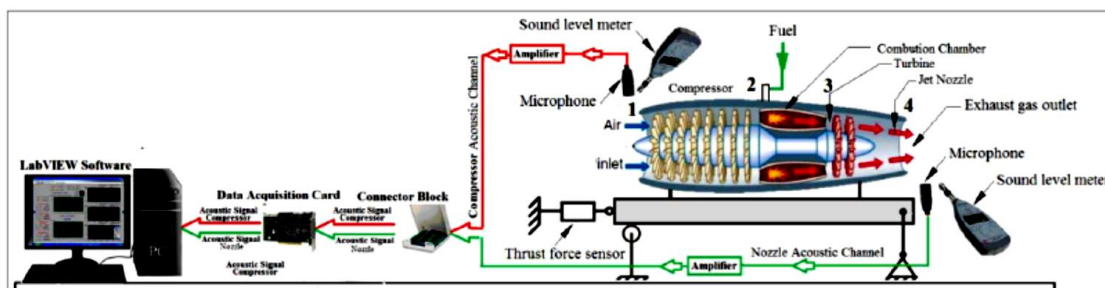 Sound level meter
Fuel
Amplifier
Combution Chamber
Turbine
Compressor
2
3
Jet Nozzle
4
Microphone
1
Exhaust gas outlet
Air
inlet
Compressor Acoustic Channel
Microphone
LabVIEW Software
Data Acquisition Card
Connector Block
Sound level meter
Acoustic Signal
Compressor
Acoustic Signal
Compressor
Acoustic Signal
Nozzle
Acoustic Signal
Nozzle
Acoustic Signal
Compressor
PC
Thrust force sensor
Amplifier
Nozzle Acoustic Channel